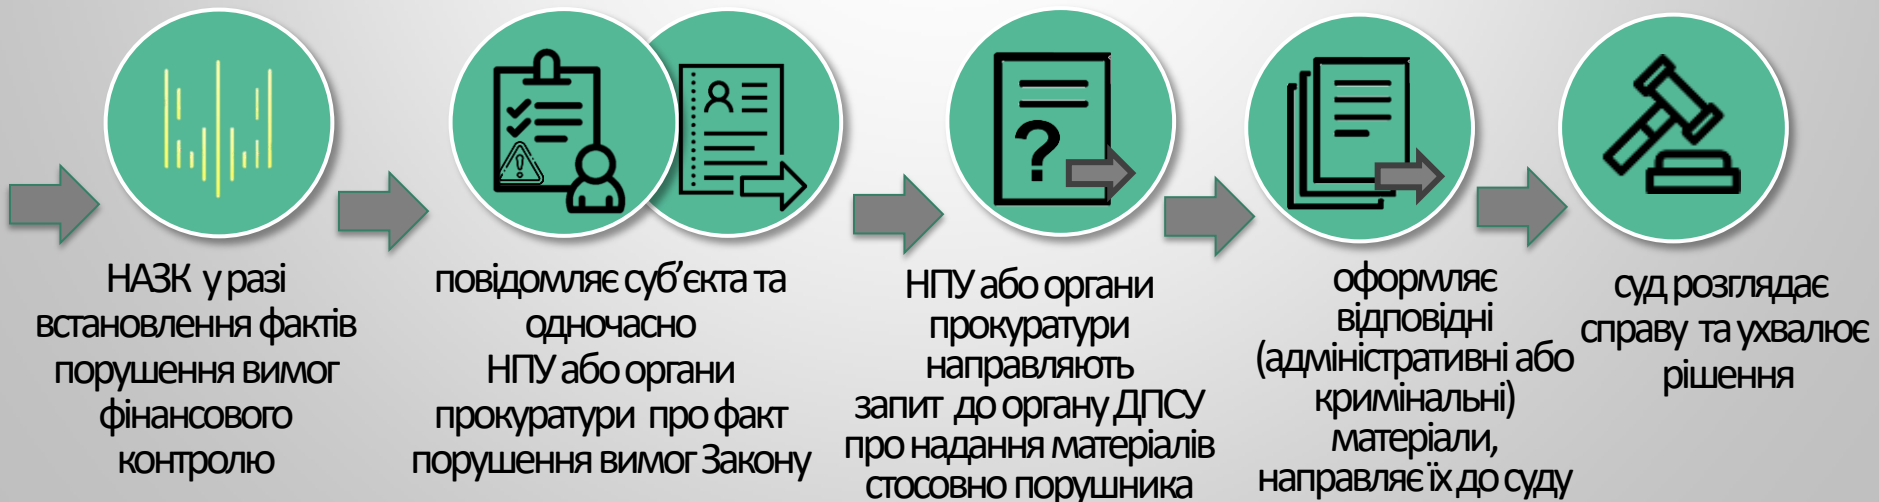 НАЗК у разі
встановлення фактів
порушення вимог
фінансового
контролю
повідомляє суб’єкта та
одночасно
НПУ або органи
прокуратури про факт
порушення вимог Закону
?
НПУ або органи
прокуратури
направляють
запит до органу ДПСУ
про надання матеріалів
стосовно порушника
оформляє
відповідні
(адміністративні або
кримінальні)
матеріали,
направляє їх до суду
суд розглядає
справу та ухвалює
рішення